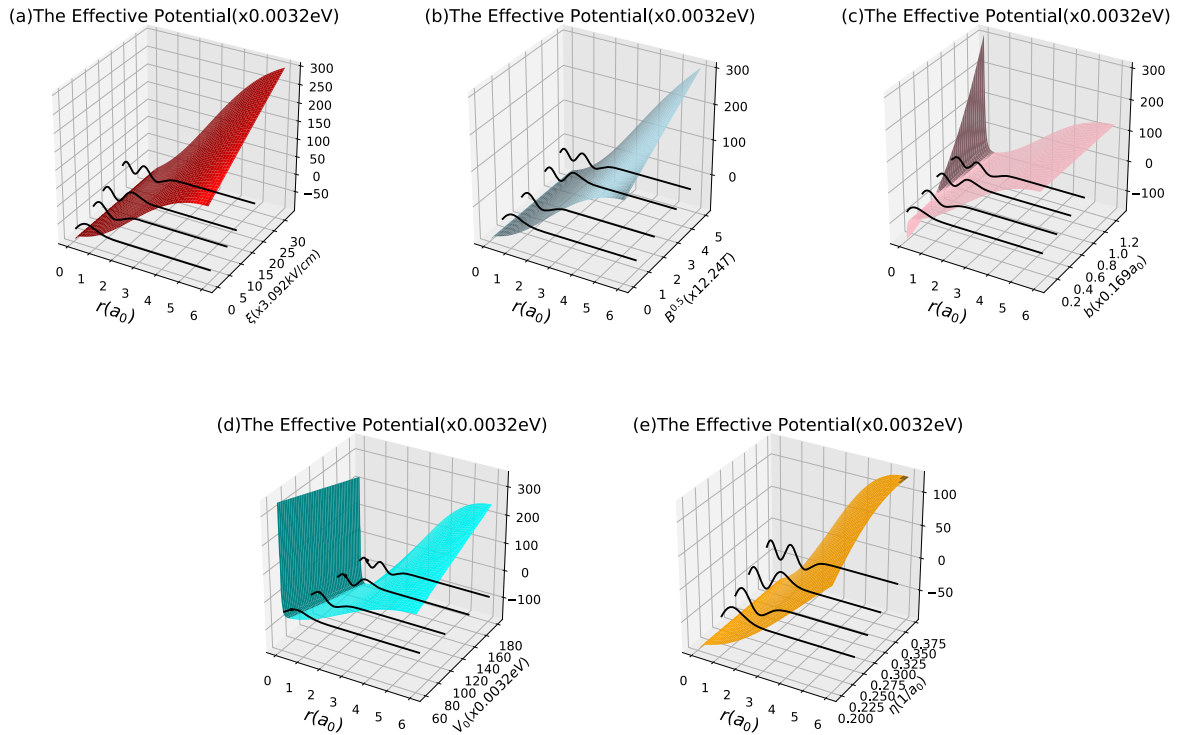 (a)The Effective Potential(x0.0032eV)
300
250
200
150
100
50
0
−50
0 1 2 3 4 5 6
r(a₀)
0 5 10 15 20 25 30
ξ(x3.092kV/cm)
(b)The Effective Potential(x0.0032eV)
300
200
100
0
0 1 2 3 4 5 6
r(a₀)
0 1 2 3 4 5
B⁰·⁵(x12.24T)
(c)The Effective Potential(x0.0032eV)
300
200
100
0
−100
0 1 2 3 4 5 6
r(a₀)
0.2 0.4 0.6 0.8 1.0 1.2
b(x0.169a₀)
(d)The Effective Potential(x0.0032eV)
300
200
100
0
−100
0 1 2 3 4 5 6
r(a₀)
60 80 100 120 140 160 180
V₀(x0.0032eV)
(e)The Effective Potential(x0.0032eV)
100
50
0
−50
0 1 2 3 4 5 6
r(a₀)
0.200 0.225 0.250 0.275 0.300 0.325 0.350 0.375
η(1/a₀)